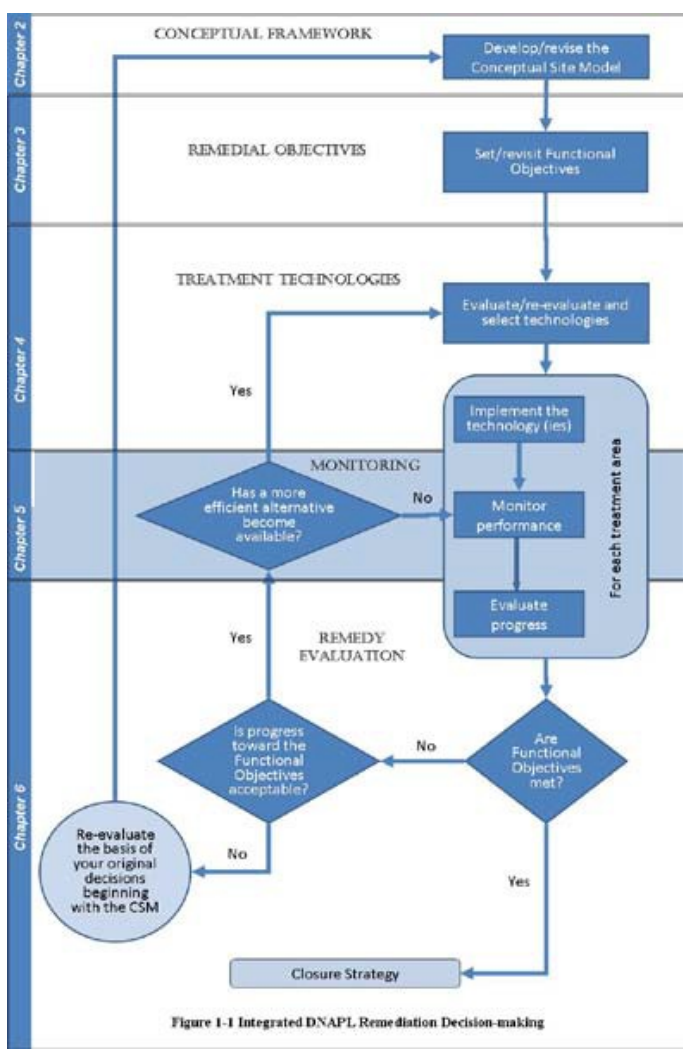 Chapter 2
CONCEPTUAL FRAMEWORK
Develop/revise the
Conceptual Site Model
Chapter 3
REMEDIAL OBJECTIVES
Set/revisit Functional
Objectives
Chapter 4
TREATMENT TECHNOLOGIES
Evaluate/re-evaluate and
select technologies
Yes
Implement the
technology (ies)
For each treatment area
Chapter 5
MONITORING
Has a more
efficient alternative
become
available?
No
Monitor
performance
Evaluate
progress
Chapter 6
Yes
REMEDY
EVALUATION
Is progress
toward the
Functional
Objectives
acceptable?
No
Are
Functional
Objectives
met?
Re-evaluate
the basis of
your original
decisions
beginning
with the CSM
No
Yes
Closure Strategy
Figure 1-1 Integrated DNAPL Remediation Decision-making